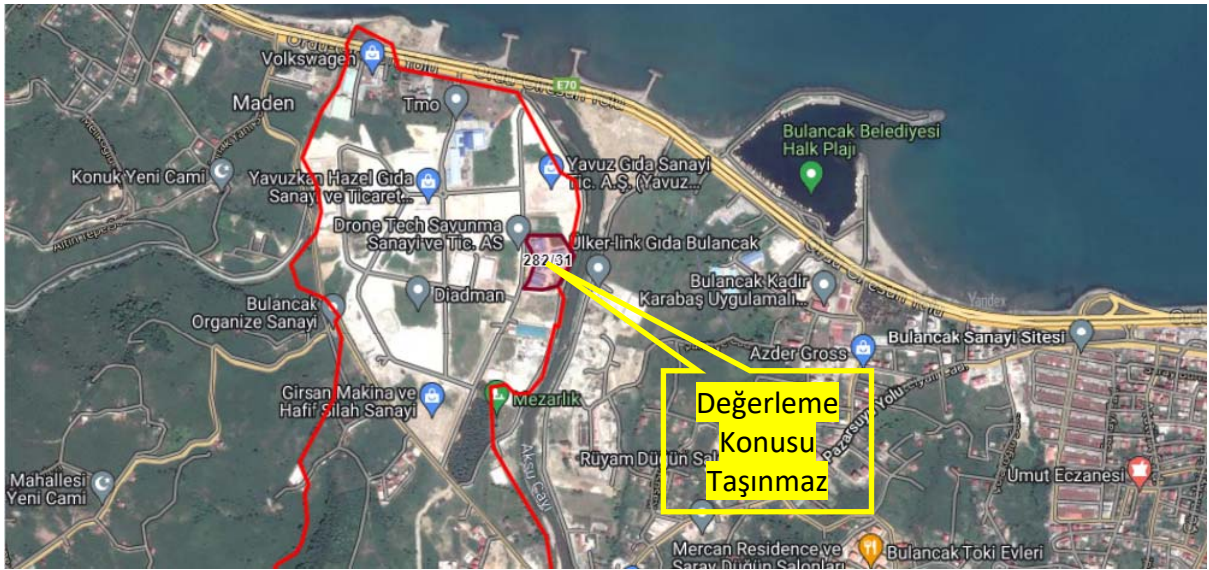 Volkswagen
E70
Maden
Tmo
Bulancak Belediyesi
Halk Plajı
Konuk Yeni Cami
Yavuzkan Hazel Gıda
Sanayi ve Ticaret...
Yavuz Gıda Sanayi
Tic. A.Ş. (Yavuz...
Drone Tech Savunma
Sanayi ve Tic. AS
Ülker-link Gıda Bulancak
282/31
Bulancak Kadir
Karabaş Uygulamalı...
Yandex
Diadman
Bulancak
Organize Sanayi
Bulancak Sanayi Sitesi
Azder Gross
Girsan Makina ve
Hafif Silah Sanayi
Mezarlık
Değerleme
Konusu
Taşınmaz
Pazarsuyu Yolu
Rüyam Düğün
Aksu Çayı
Umut Eczanesi
Mahallesi
Yeni Cami
Mercan Residence ve
Saray Düğün Salonları
Bulancak Toki Evleri